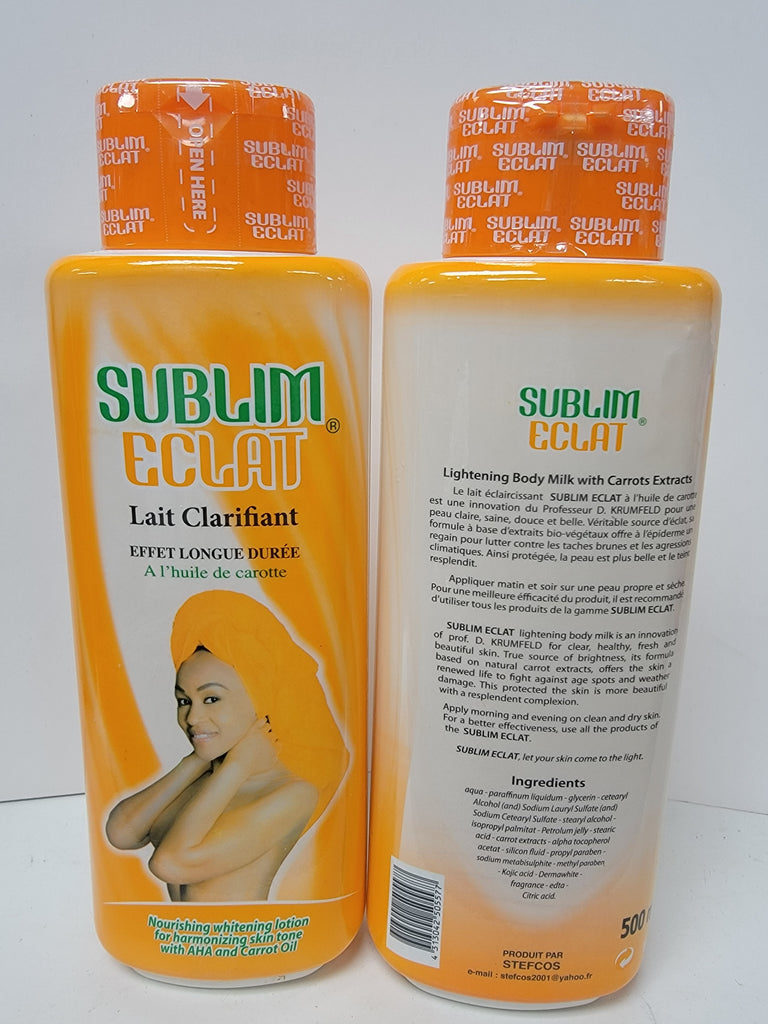 OPEN HERE
SUBLIM
ECLAT
SUBLIM
ECLAT®
Lait Clarifiant
EFFET LONGUE DURÉE
A l'huile de carotte
Nourishing whitening lotion
for harmonizing skin tone
with AHA and Carrot Oil
SUBLIM
ECLAT
SUBLIM
ECLAT®
Lightening Body Milk with Carrots Extracts
Le lait éclaircissant SUBLIM ECLAT à l'huile de carotte
est une innovation du Professeur D. KRUMFELD pour une
peau claire, saine, douce et belle. Véritable source d'éclat, sa
formule à base d'extraits bio-végétaux offre à l'épiderme un
regain pour lutter contre les taches brunes et les agressions
climatiques. Ainsi protégée, la peau est plus belle et le teint
resplendit.
Appliquer matin et soir sur une peau propre et sèche.
Pour une meilleure éfficacité du produit, il est recommandé
d'utiliser tous les produits de la gamme SUBLIM ECLAT.
SUBLIM ECLAT lightening body milk is an innovation
of prof. D. KRUMFELD for clear, healthy, fresh and
beautiful skin. True source of brightness, its formula
based on natural carrot extracts, offers the skin a
renewed life to fight against age spots and weather
damage. This protected the skin is more beautiful
with a resplendent complexion.
Apply morning and evening on clean and dry skin.
For a better effectiveness, use all the products of
the SUBLIM ECLAT.
SUBLIM ECLAT, let your skin come to the light.
Ingredients
aqua - paraffinum liquidum - glycerin - cetearyl
Alcohol (and) Sodium Lauryl Sulfate (and)
Sodium Cetearyl Sulfate - stearyl alcohol -
isopropyl palmitat - Petrolum jelly - stearic
acid - carrot extracts - alpha tocopherol
acetat - silicon fluid - propyl paraben -
sodium metabisulphite - methyl paraben
- Kojic acid - Dermawhite -
fragrance - edta -
Citric acid.
500
4 315042 505577
PRODUIT PAR
STEFCOS
e-mail : stefcos2001@yahoo.fr